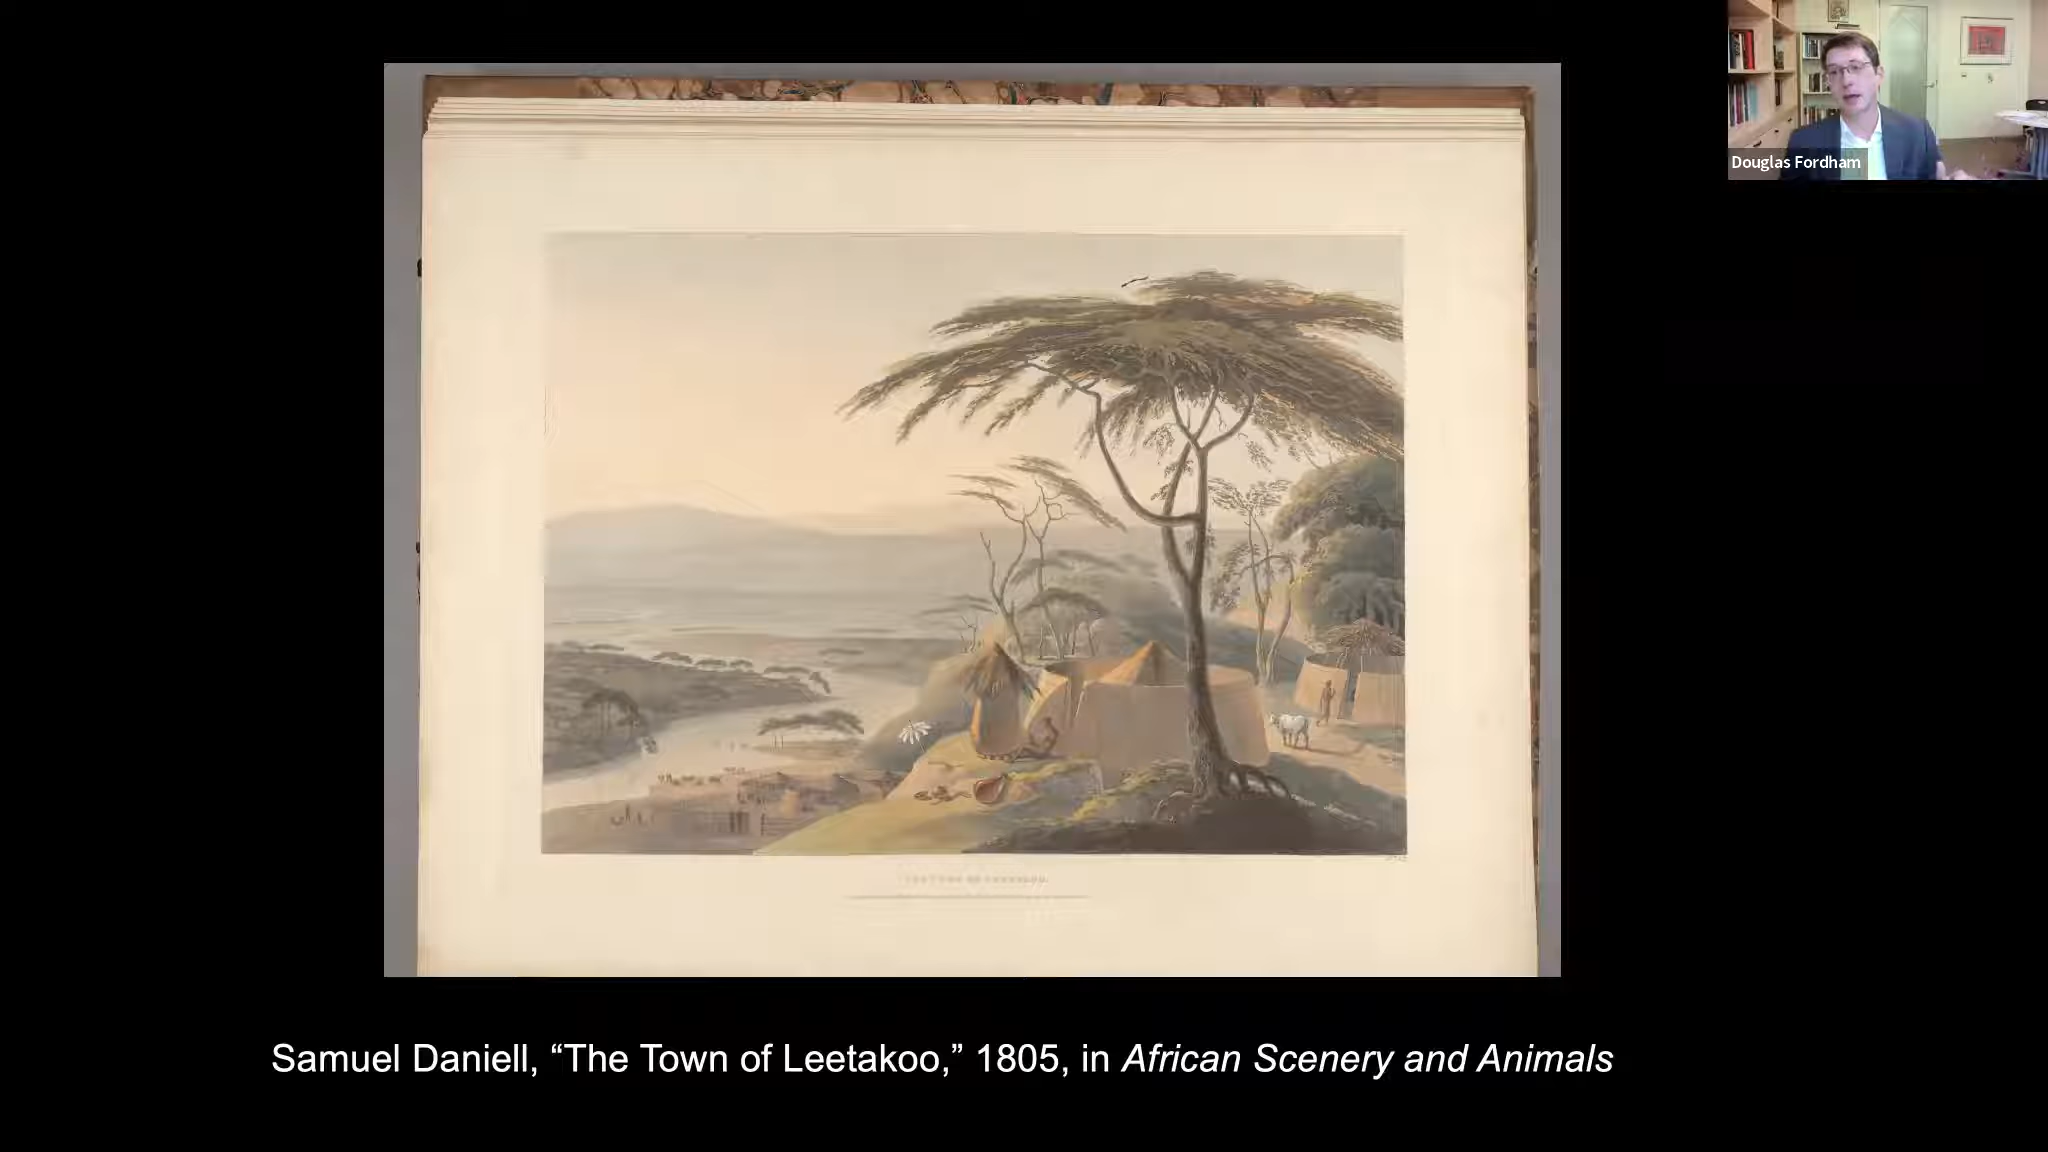 Douglas Fordham
Samuel Daniell, “The Town of Leetakoo,” 1805, in African Scenery and Animals